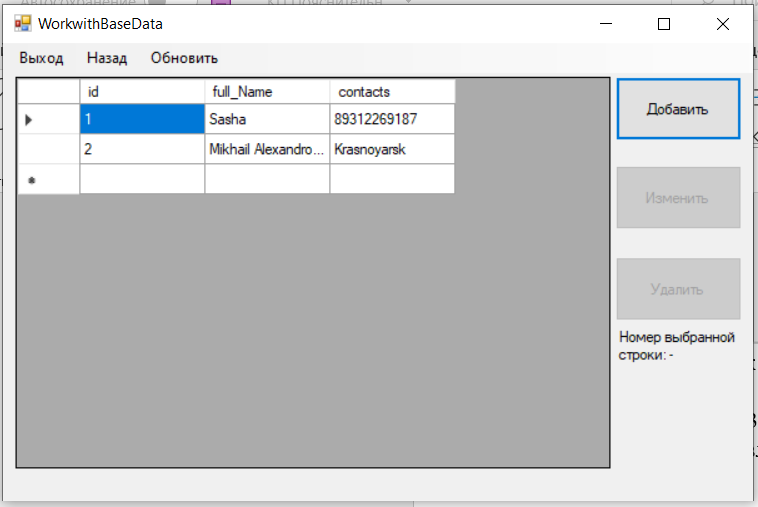 WorkwithBaseData
Выход Назад Обновить
id full_Name contacts
1 Sasha 89312269187
2 Mikhail Alexandro... Krasnoyarsk
Добавить
Изменить
Удалить
Номер выбранной
строки: -